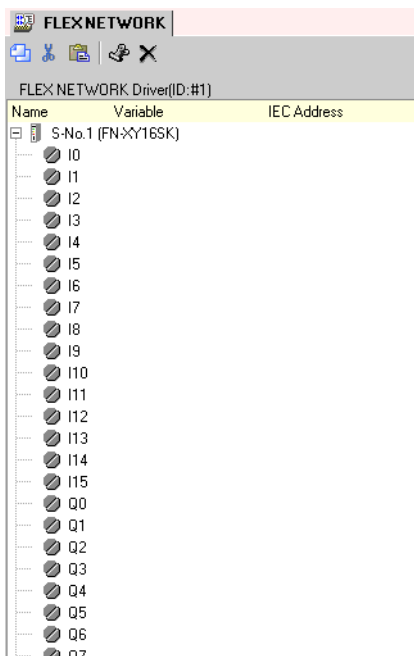 FLEXNETWORK
FLEX NETWORK Driver(ID:#1)
Name Variable IEC Address
S-No.1 (FN-XY16SK)
I0
I1
I2
I3
I4
I5
I6
I7
I8
I9
I10
I11
I12
I13
I14
I15
Q0
Q1
Q2
Q3
Q4
Q5
Q6
Q7